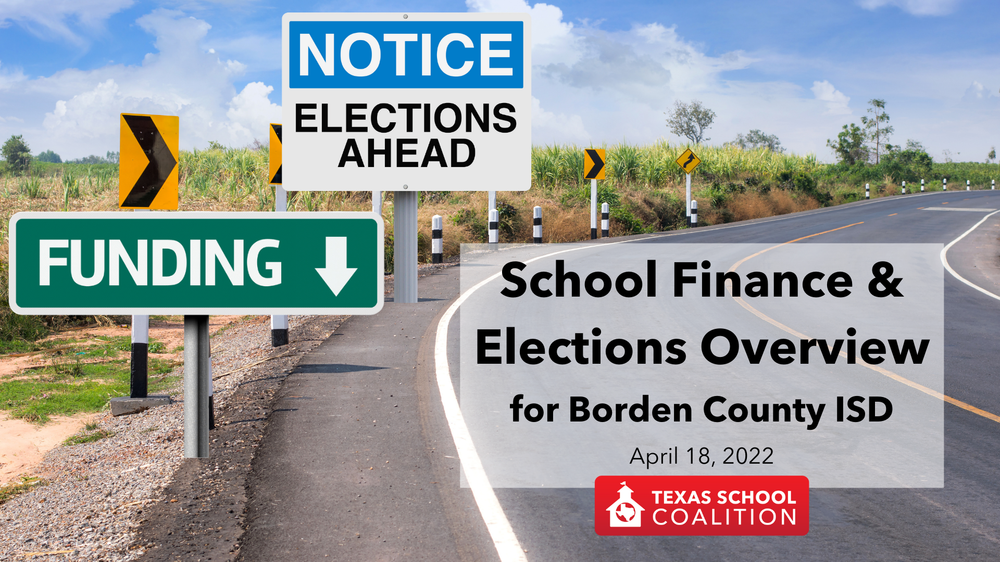 NOTICE
ELECTIONS
AHEAD
FUNDING
School Finance &
Elections Overview
for Borden County ISD
April 18, 2022
TEXAS SCHOOL
COALITION